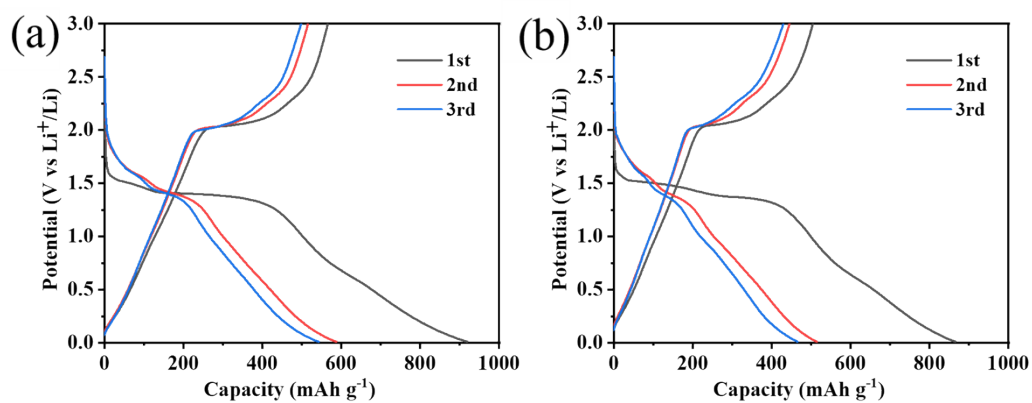 (a)
3.0
2.5
2.0
1.5
1.0
0.5
0.0
Potential (V vs Li⁺/Li)
1st
2nd
3rd
0 200 400 600 800 1000
Capacity (mAh g⁻¹)
(b)
3.0
2.5
2.0
1.5
1.0
0.5
0.0
Potential (V vs Li⁺/Li)
1st
2nd
3rd
0 200 400 600 800 1000
Capacity (mAh g⁻¹)